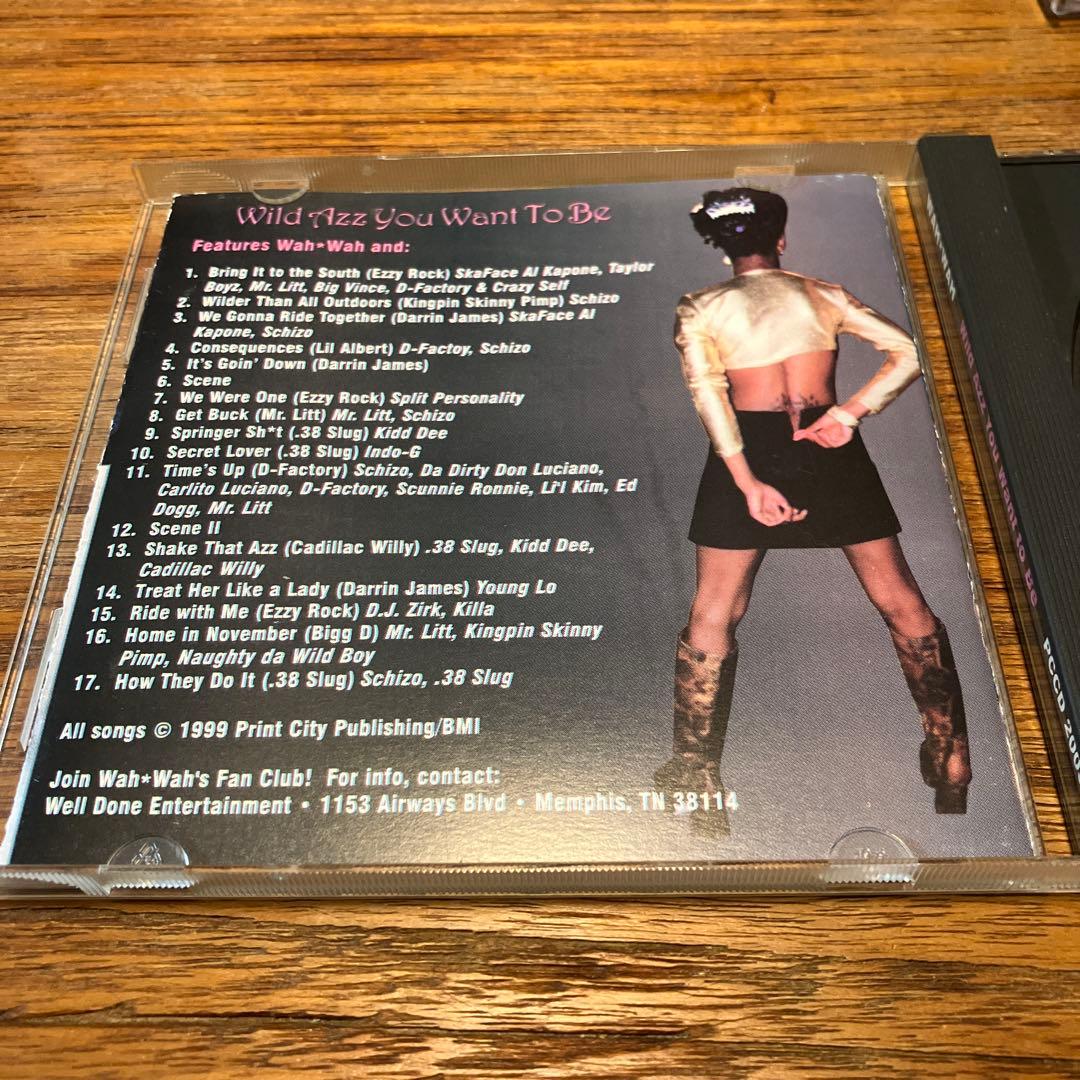 Wild Azz You Want To Be
Features Wah*Wah and:
1. Bring It to the South (Ezzy Rock) SkaFace Al Kapone, Taylor
Boyz, Mr. Litt, Big Vince, D-Factory & Crazy Self
2. Wilder Than All Outdoors (Kingpin Skinny Pimp) Schizo
3. We Gonna Ride Together (Darrin James) SkaFace Al
Kapone, Schizo
4. Consequences (Lil Albert) D-Factoy, Schizo
5. It's Goin' Down (Darrin James)
6. Scene
7. We Were One (Ezzy Rock) Split Personality
8. Get Buck (Mr. Litt) Mr. Litt, Schizo
9. Springer Sh*t (.38 Slug) Kidd Dee
10. Secret Lover (.38 Slug) Indo-G
11. Time's Up (D-Factory) Schizo, Da Dirty Don Luciano,
Carlito Luciano, D-Factory, Scunnie Ronnie, Li'l Kim, Ed
Dogg, Mr. Litt
12. Scene II
13. Shake That Azz (Cadillac Willy) .38 Slug, Kidd Dee,
Cadillac Willy
14. Treat Her Like a Lady (Darrin James) Young Lo
15. Ride with Me (Ezzy Rock) D.J. Zirk, Killa
16. Home in November (Bigg D) Mr. Litt, Kingpin Skinny
Pimp, Naughty da Wild Boy
17. How They Do It (.38 Slug) Schizo, .38 Slug
All songs © 1999 Print City Publishing/BMI
Join Wah*Wah's Fan Club! For info, contact:
Well Done Entertainment • 1153 Airways Blvd • Memphis, TN 38114
Wild Azz You Want To Be
PCCD 200